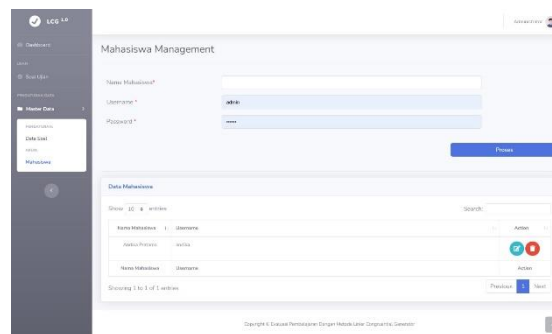 LCG 1.0
Dashboard
Soal Ujian
Master Data
Data Soal
Mahasiswa
Mahasiswa Management
Nama Mahasiswa*
Username *
admin
Password *
Proses
Data Mahasiswa
Show 10 entries
Search:
Nama Mahasiswa Username Action
Nama Mahasiswa Username Action
Showing 1 to 1 of 1 entries
Previous 1 Next